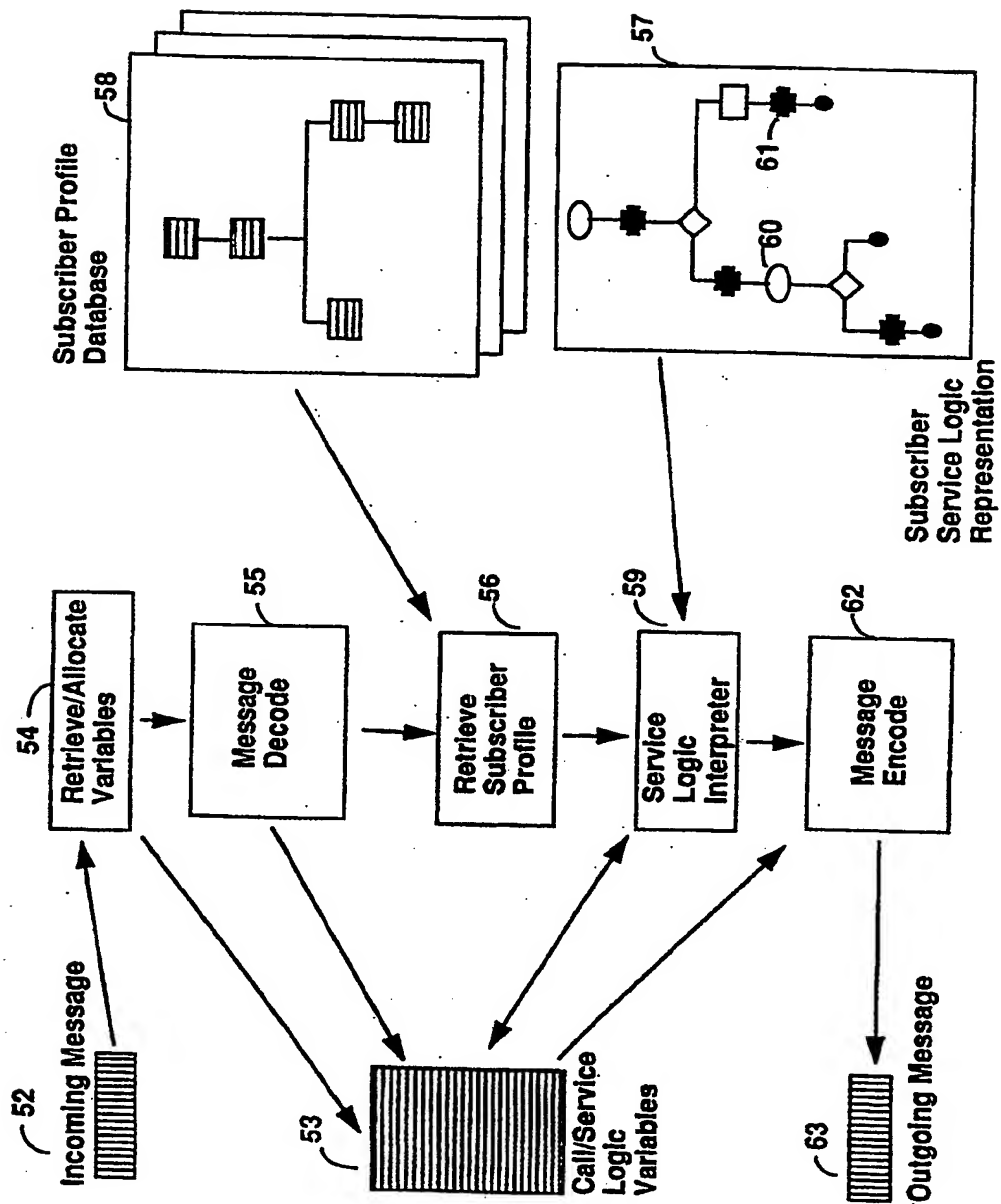 58
Subscriber Profile
Database
57
61
60
Subscriber
Service Logic
Representation
54
Retrieve/Allocate
Variables
55
Message
Decode
56
Retrieve
Subscriber
Profile
59
Service
Logic
Interpreter
62
Message
Encode
52
Incoming Message
53
Call/Service
Logic
Variables
63
Outgoing Message